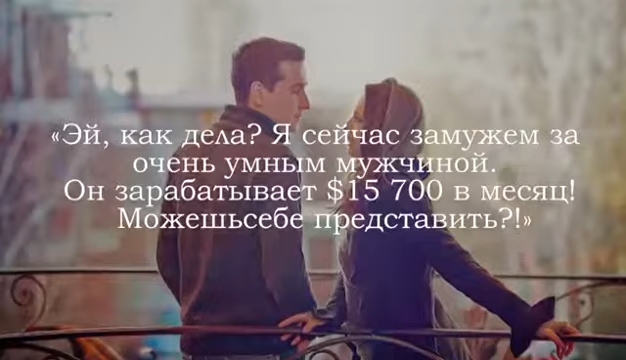 «Эй, как дела? Я сейчас замужем за
очень умным мужчиной.
Он зарабатывает $15 700 в месяц!
Можешьсебе представить?!»